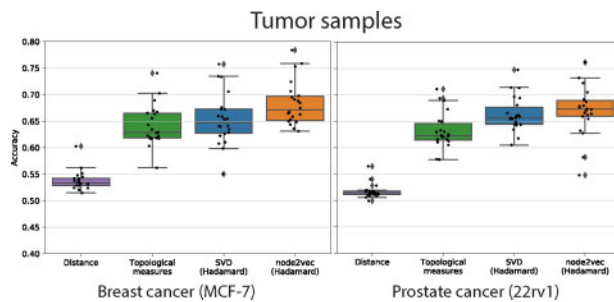 Tumor samples
Accuracy
0.80
0.75
0.70
0.65
0.60
0.55
0.50
0.45
0.40
Distance
Topological
measures
SVD
(Hadamard)
node2vec
(Hadamard)
Distance
Topological
measures
SVD
(Hadamard)
node2vec
(Hadamard)
Breast cancer (MCF-7)
Prostate cancer (22rv1)